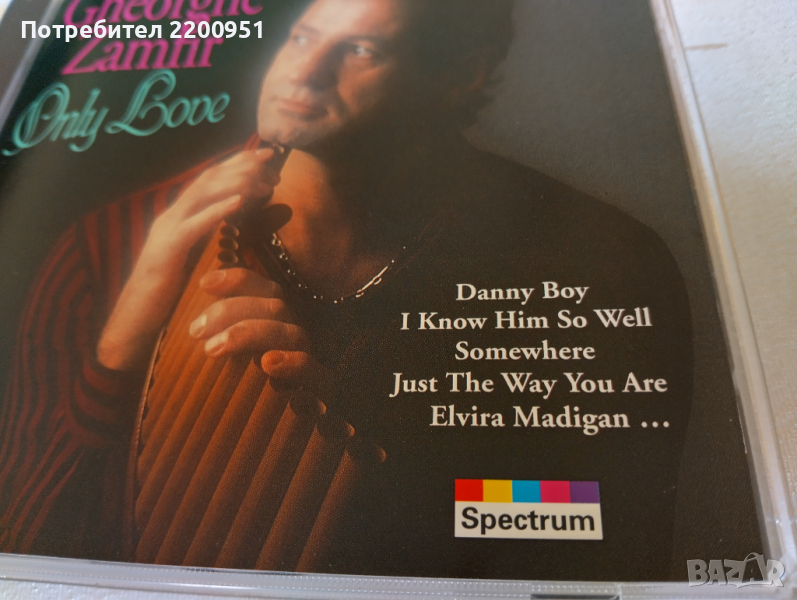 Потребител 2200951
Gheorghe
Zamfir
Only Love
Danny Boy
I Know Him So Well
Somewhere
Just The Way You Are
Elvira Madigan ...
Spectrum
BAZAR